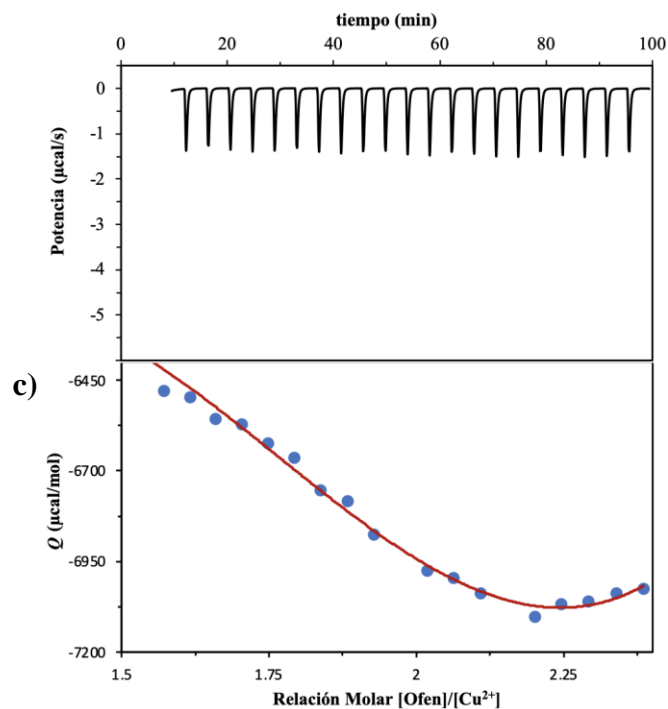 tiempo (min)
0 20 40 60 80 100
Potencia (µcal/s)
0
-1
-2
-3
-4
-5
c)
Q (µcal/mol)
-6450
-6700
-6950
-7200
1.5 1.75 2 2.25
Relación Molar [Ofen]/[Cu²⁺]